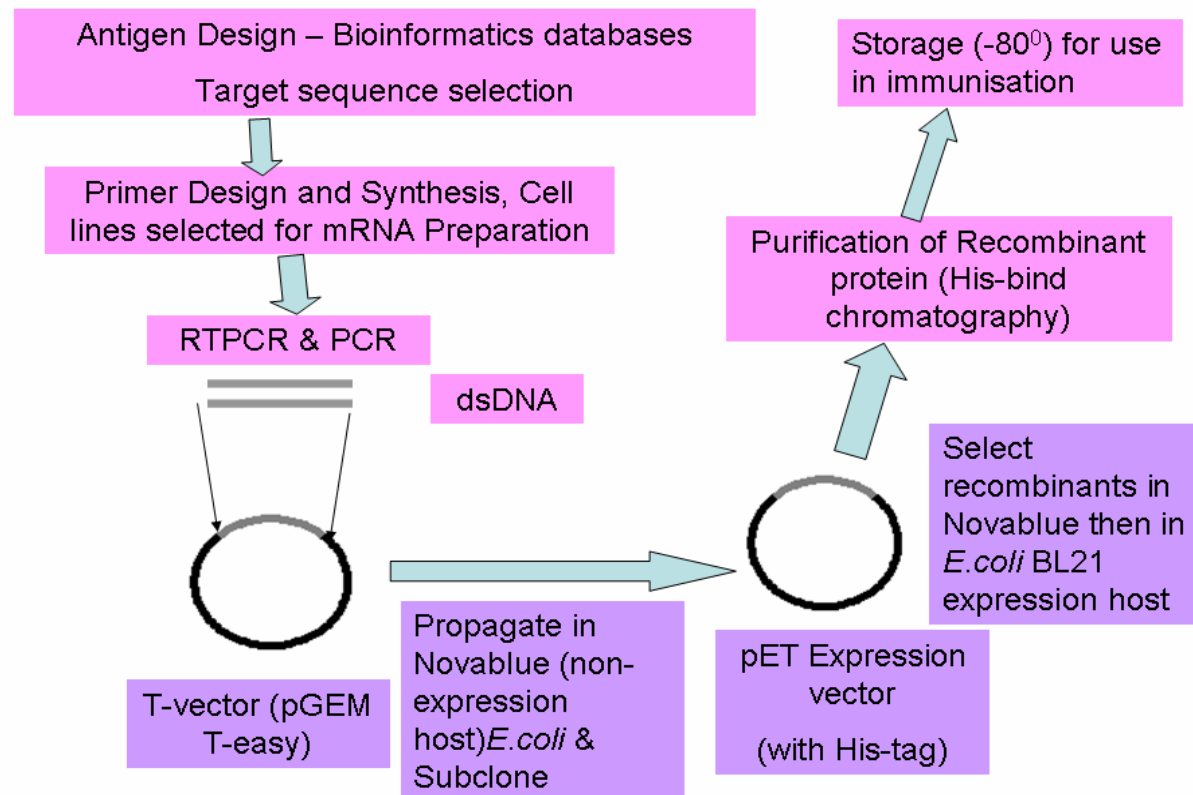 Antigen Design – Bioinformatics databases
Target sequence selection
Primer Design and Synthesis, Cell
lines selected for mRNA Preparation
RTPCR & PCR
dsDNA
T-vector (pGEM
T-easy)
Propagate in
Novablue (non-
expression
host)E.coli &
Subclone
pET Expression
vector
(with His-tag)
Select
recombinants in
Novablue then in
E.coli BL21
expression host
Purification of Recombinant
protein (His-bind
chromatography)
Storage (-80⁰) for use
in immunisation